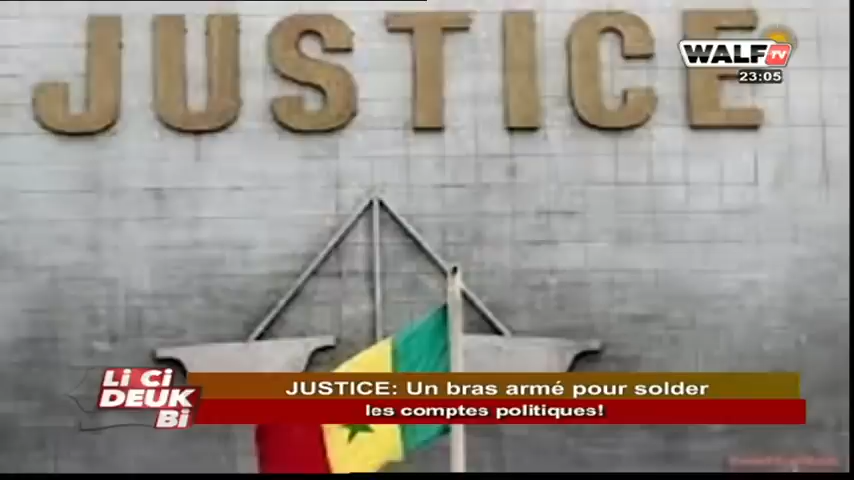 JUSTICE
WALF TV
23:05
LI CI
DEUK
BI
JUSTICE: Un bras armé pour solder
les comptes politiques!